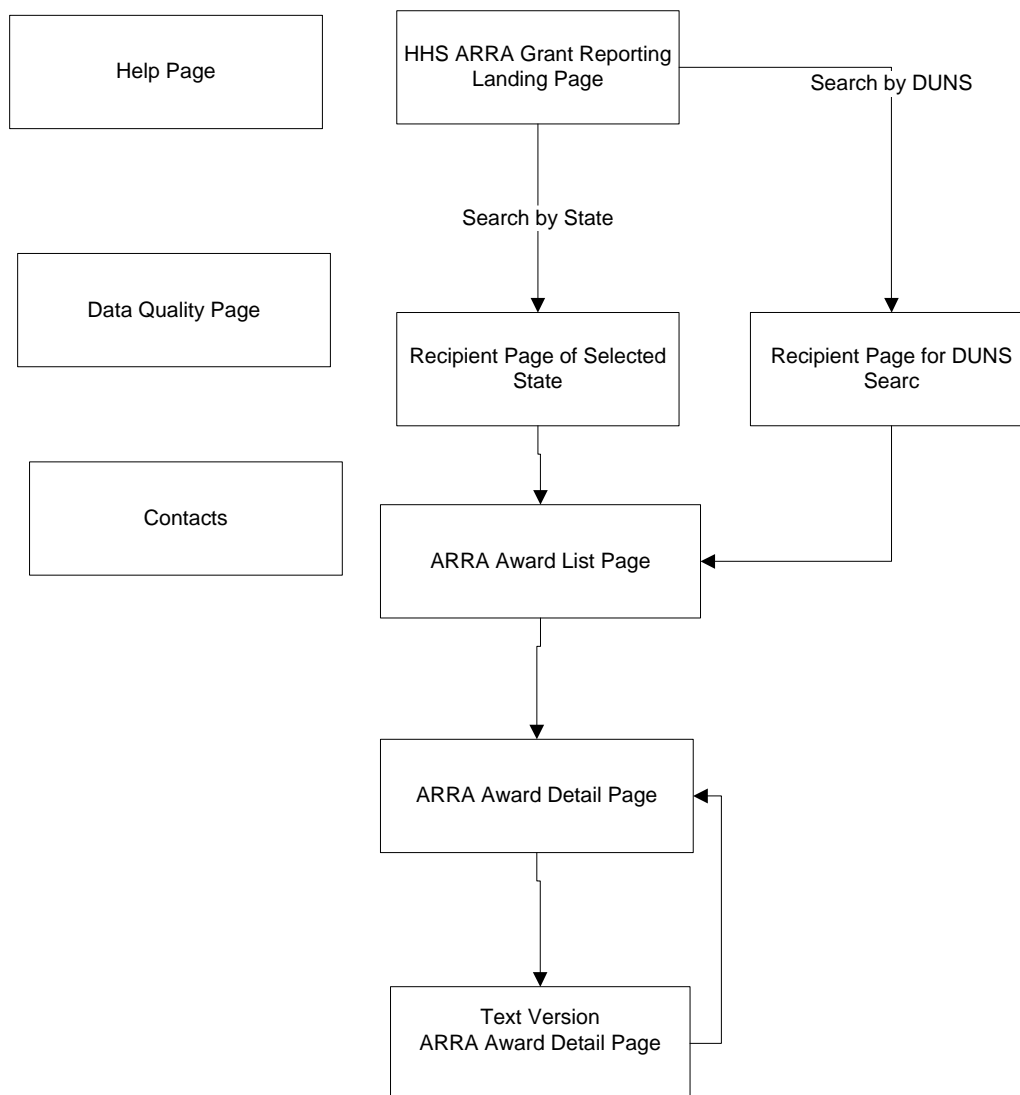 Help Page
HHS ARRA Grant Reporting
Landing Page
Search by DUNS
Search by State
Data Quality Page
Recipient Page of Selected
State
Recipient Page for DUNS
Searc
Contacts
ARRA Award List Page
ARRA Award Detail Page
Text Version
ARRA Award Detail Page